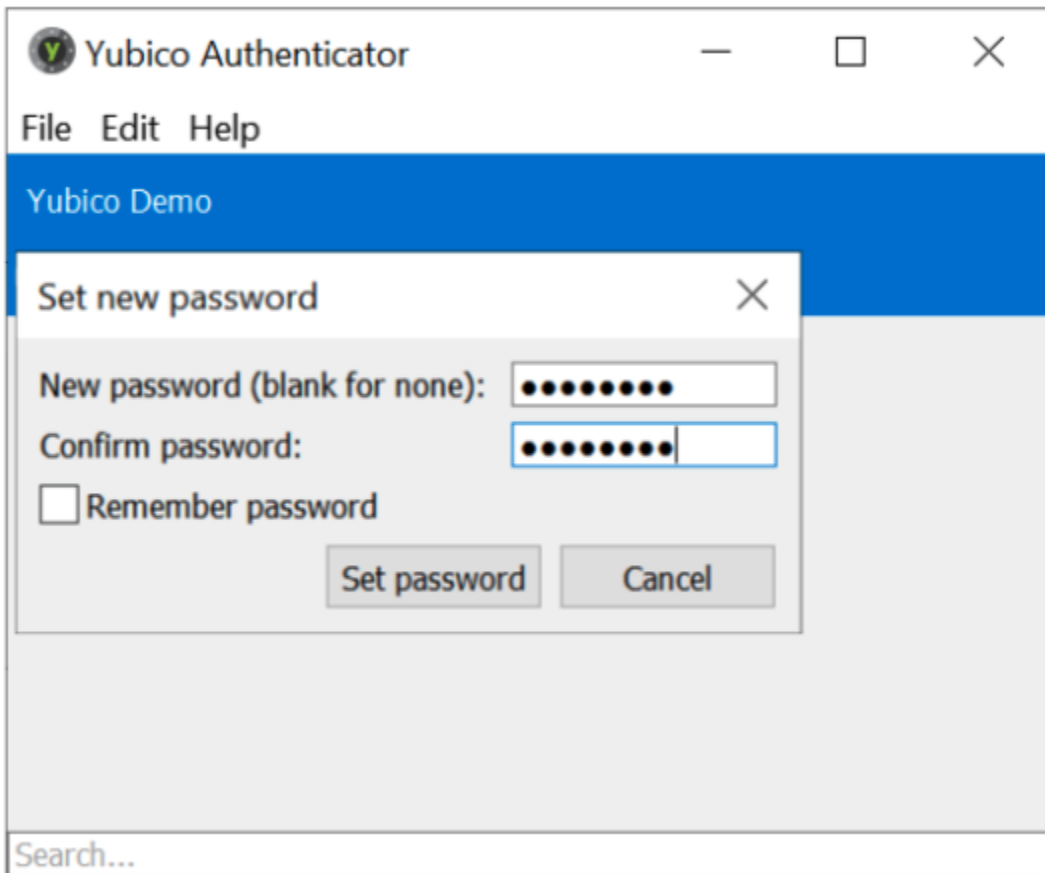 Yubico Authenticator
File Edit Help
Yubico Demo
Set new password
New password (blank for none): ●●●●●●●●
Confirm password: ●●●●●●●●
Remember password
Set password Cancel
Search...